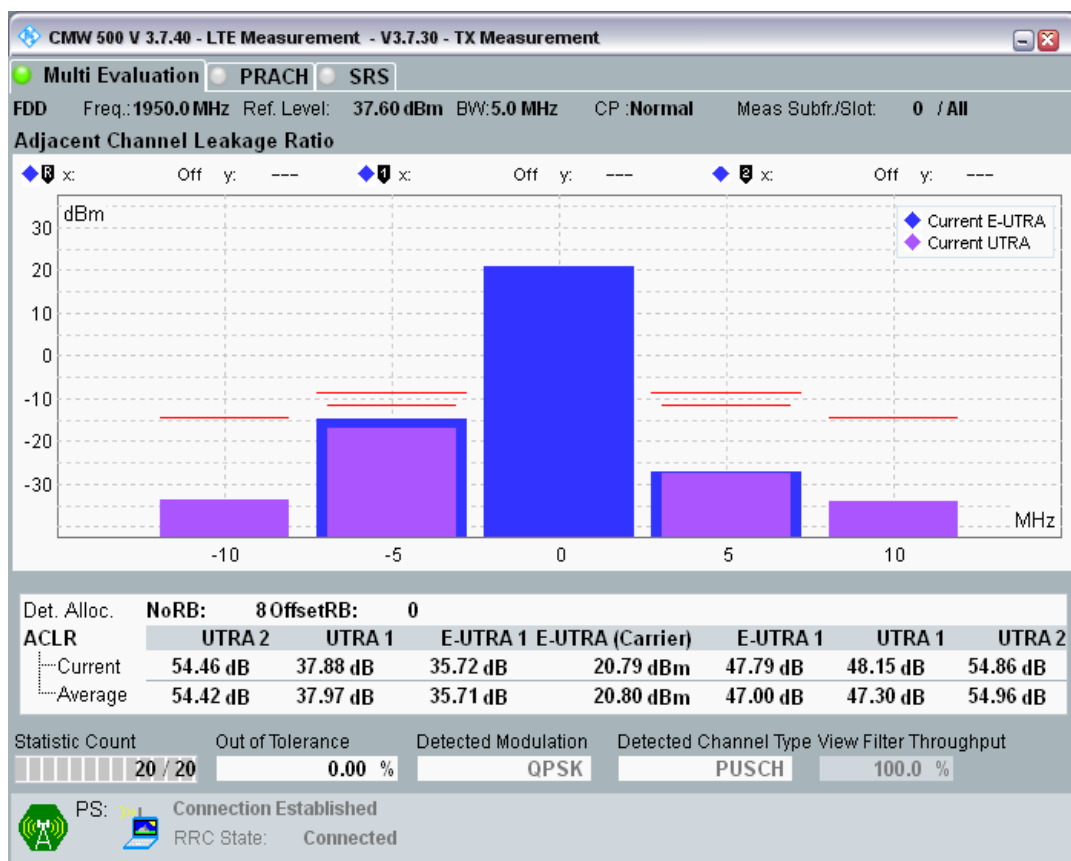 CMW 500 V 3.7.40 - LTE Measurement - V3.7.30 - TX Measurement
Multi Evaluation PRACH SRS
FDD Freq.: 1950.0 MHz Ref. Level: 37.60 dBm BW: 5.0 MHz CP : Normal Meas Subfr./Slot: 0 / All
Adjacent Channel Leakage Ratio
R x: Off y: --- 1 x: Off y: --- 2 x: Off y: ---
dBm
Current E-UTRA
Current UTRA
30
20
10
0
-10
-20
-30
MHz
-10 -5 0 5 10
Det. Alloc. NoRB: 8 OffsetRB: 0
ACLR UTRA 2 UTRA 1 E-UTRA 1 E-UTRA (Carrier) E-UTRA 1 UTRA 1 UTRA 2
Current 54.46 dB 37.88 dB 35.72 dB 20.79 dBm 47.79 dB 48.15 dB 54.86 dB
Average 54.42 dB 37.97 dB 35.71 dB 20.80 dBm 47.00 dB 47.30 dB 54.96 dB
Statistic Count Out of Tolerance Detected Modulation Detected Channel Type View Filter Throughput
20 / 20 0.00 % QPSK PUSCH 100.0 %
PS: Connection Established
RRC State: Connected